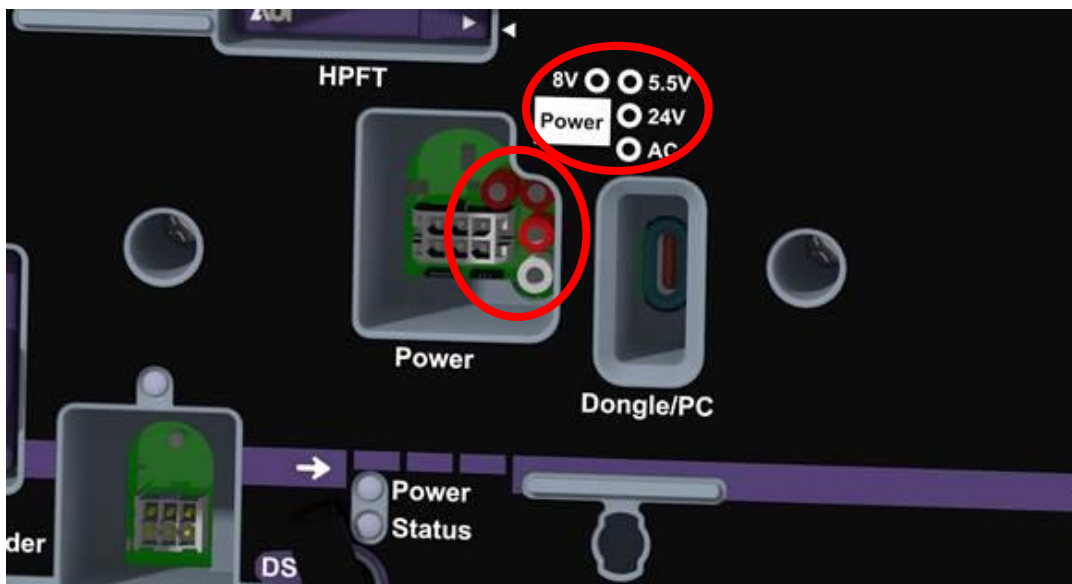 HPFT
8V 5.5V
Power 24V
AC
Power
Dongle/PC
Power
Status
der
DS